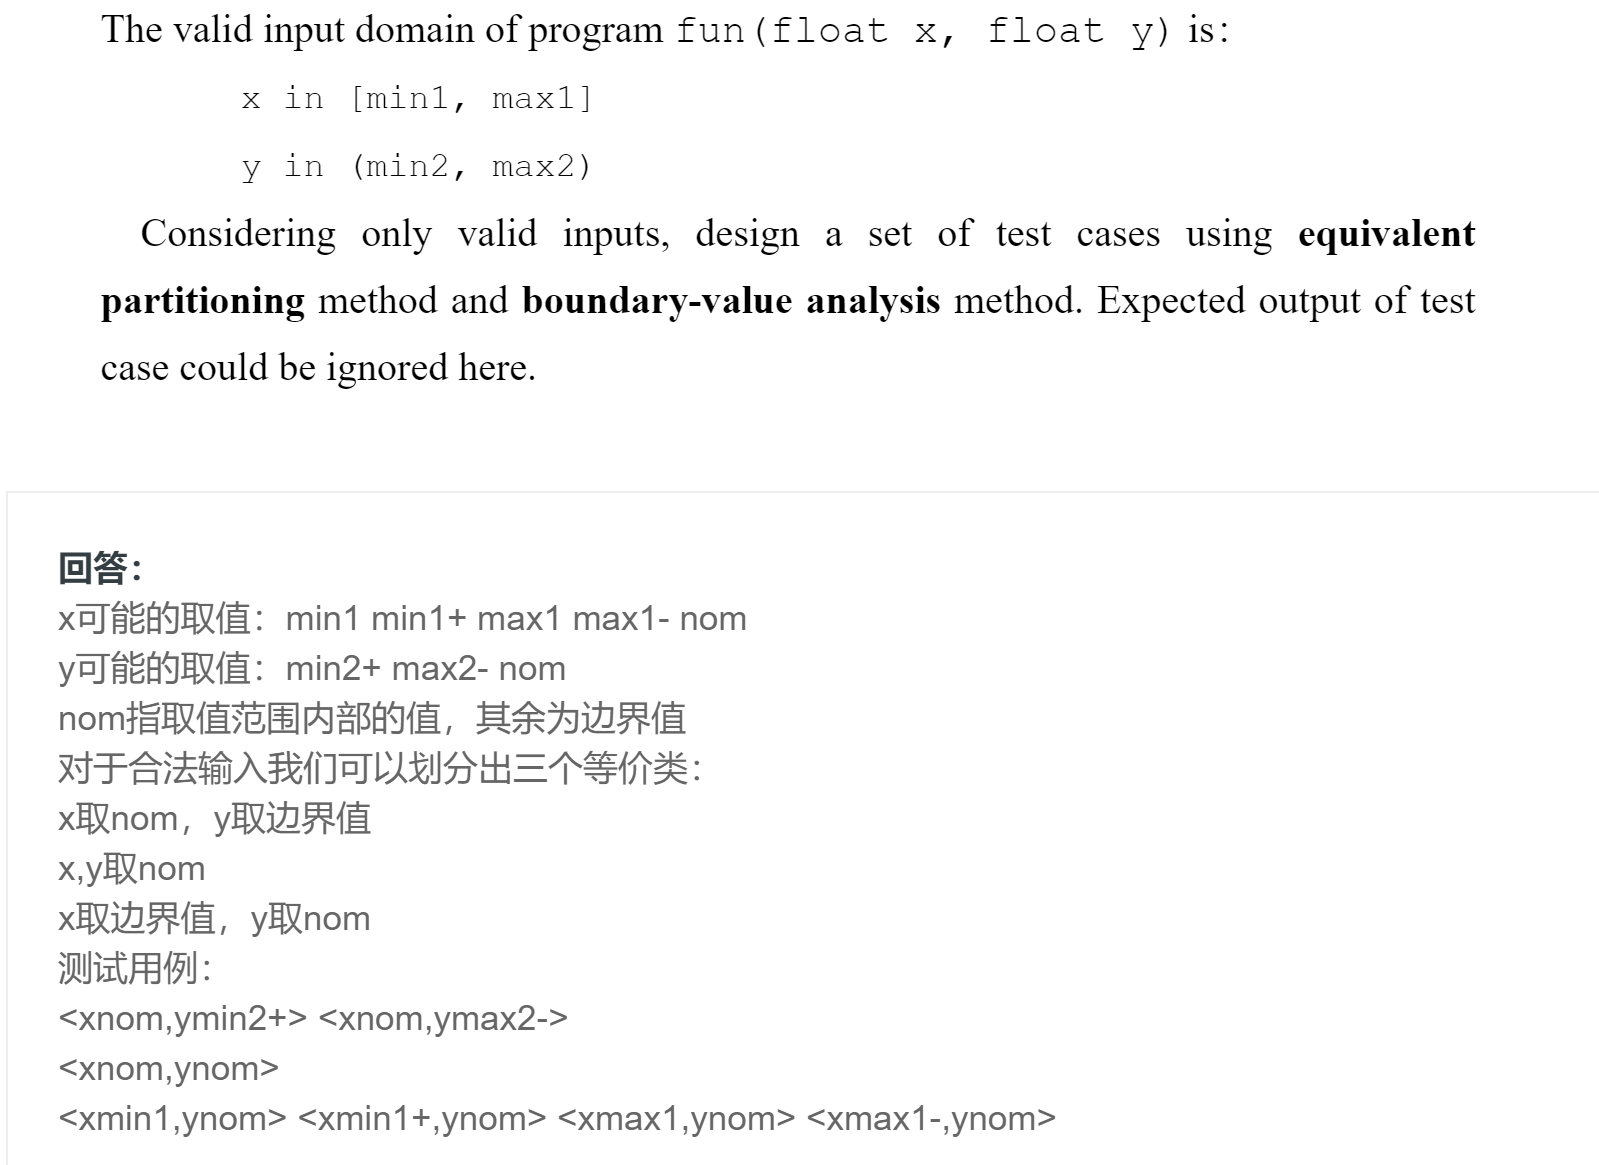 The valid input domain of program fun(float x, float y) is:
x in [min1, max1]
y in (min2, max2)
Considering only valid inputs, design a set of test cases using equivalent
partitioning method and boundary-value analysis method. Expected output of test
case could be ignored here.
回答：
x可能的取值：min1 min1+ max1 max1- nom
y可能的取值：min2+ max2- nom
nom指取值范围内部的值，其余为边界值
对于合法输入我们可以划分出三个等价类：
x取nom，y取边界值
x,y取nom
x取边界值，y取nom
测试用例：
<xnom,ymin2+> <xnom,ymax2->
<xnom,ynom>
<xmin1,ynom> <xmin1+,ynom> <xmax1,ynom> <xmax1-,ynom>